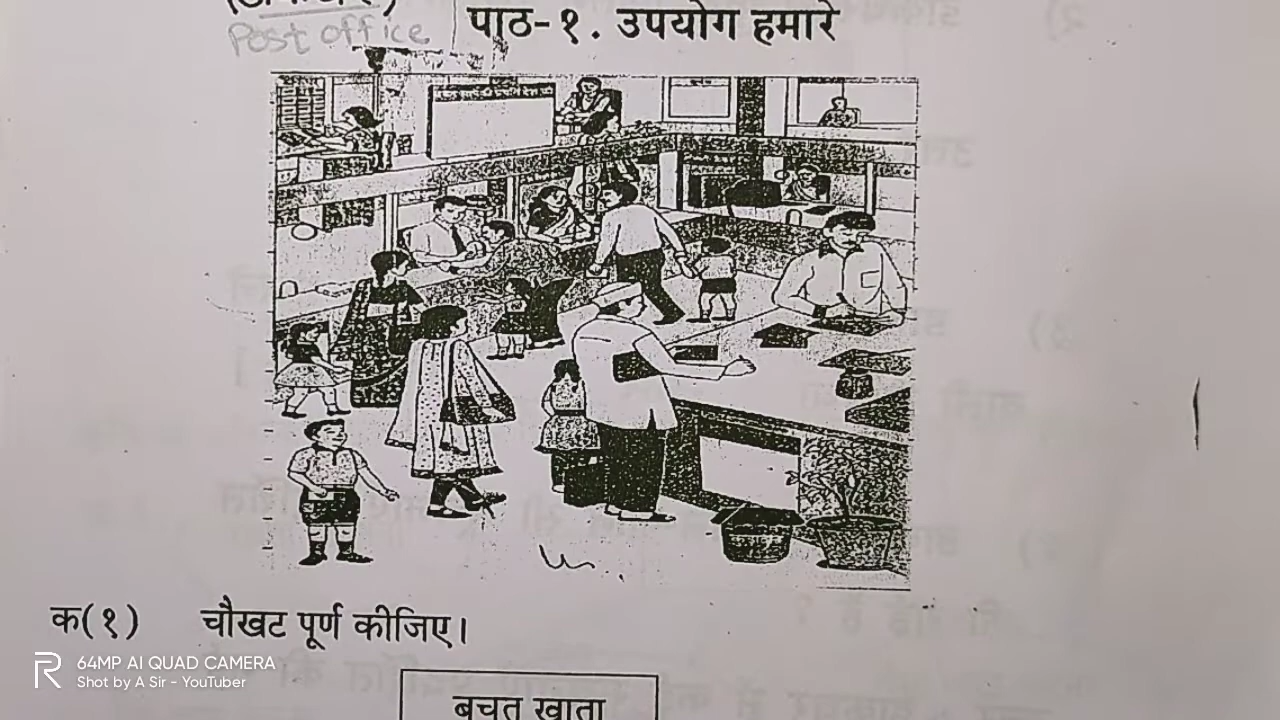 Post office
पाठ-१. उपयोग हमारे
क(१) चौखट पूर्ण कीजिए।
बचत खाता
64MP AI QUAD CAMERA
Shot by A Sir - YouTuber